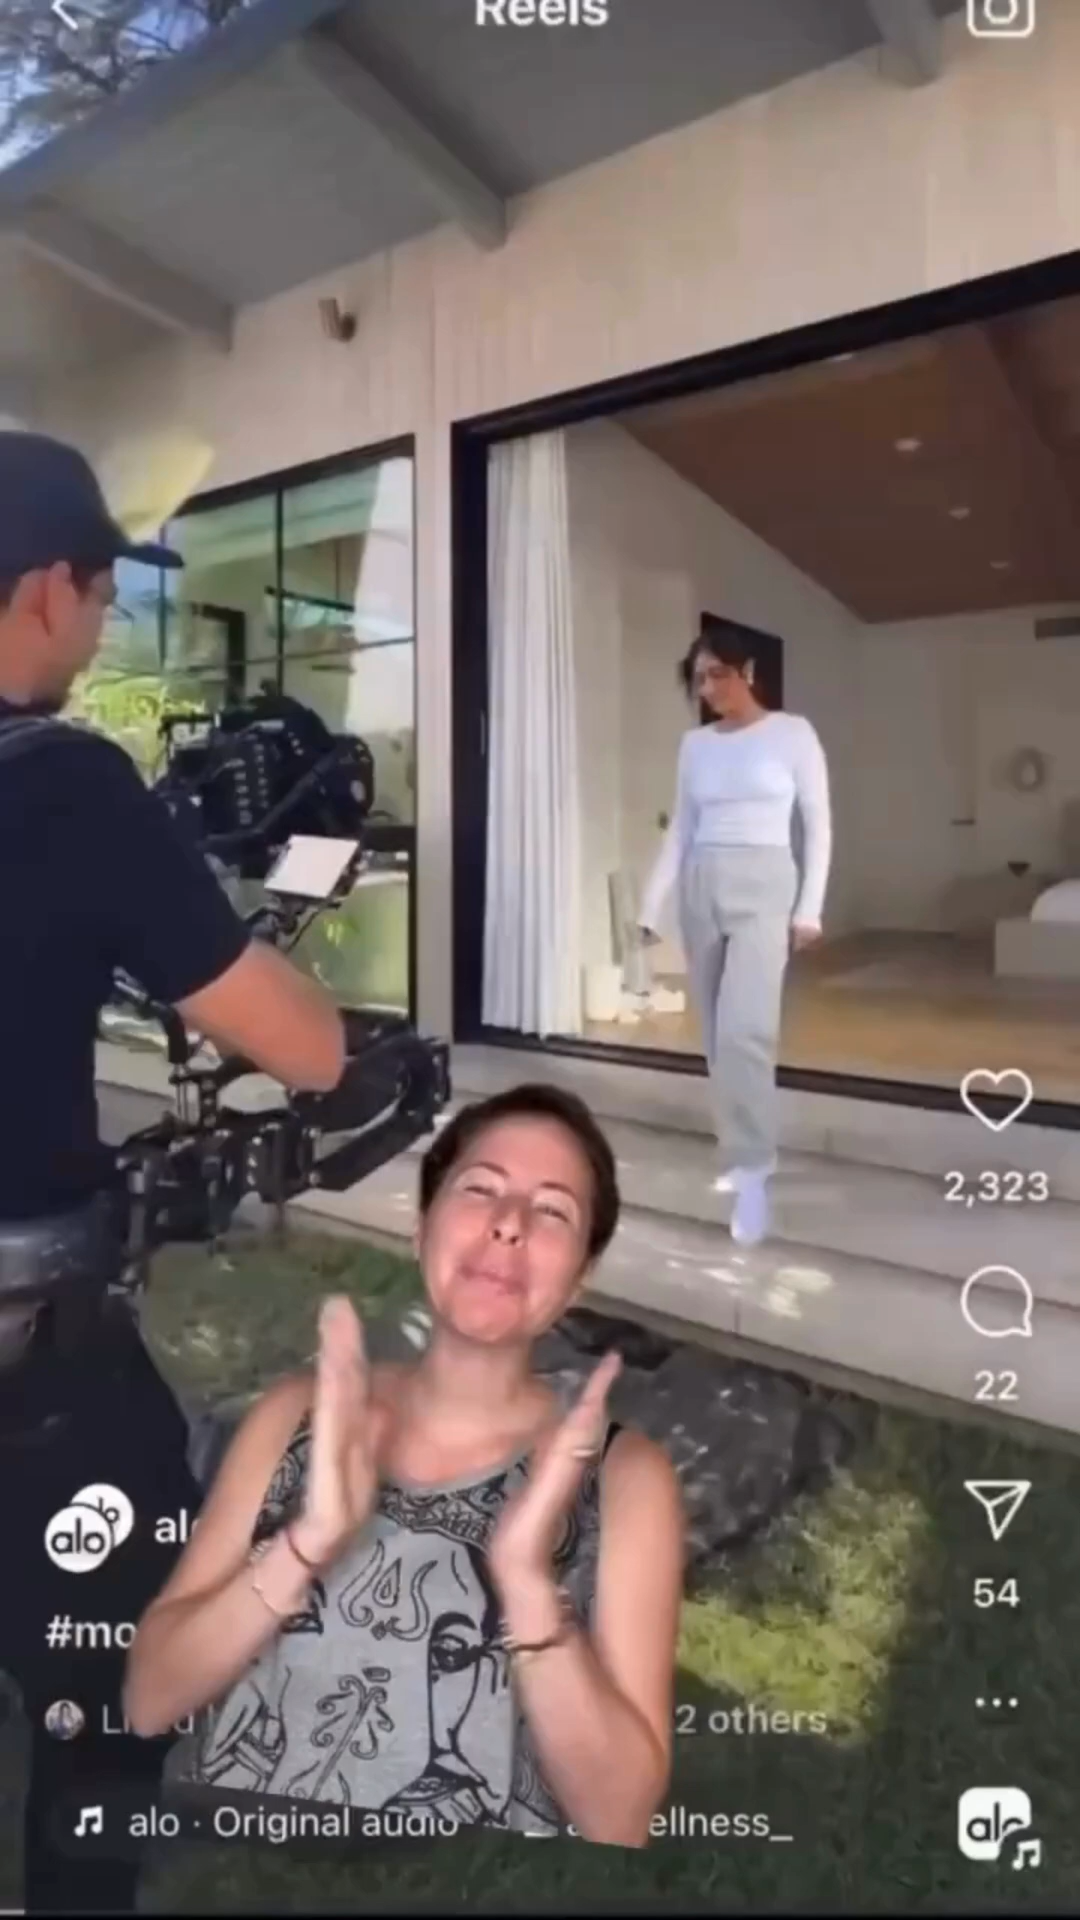 Reels
2,323
22
alo
54
#mo
2 others
alo · Original audio
ellness_